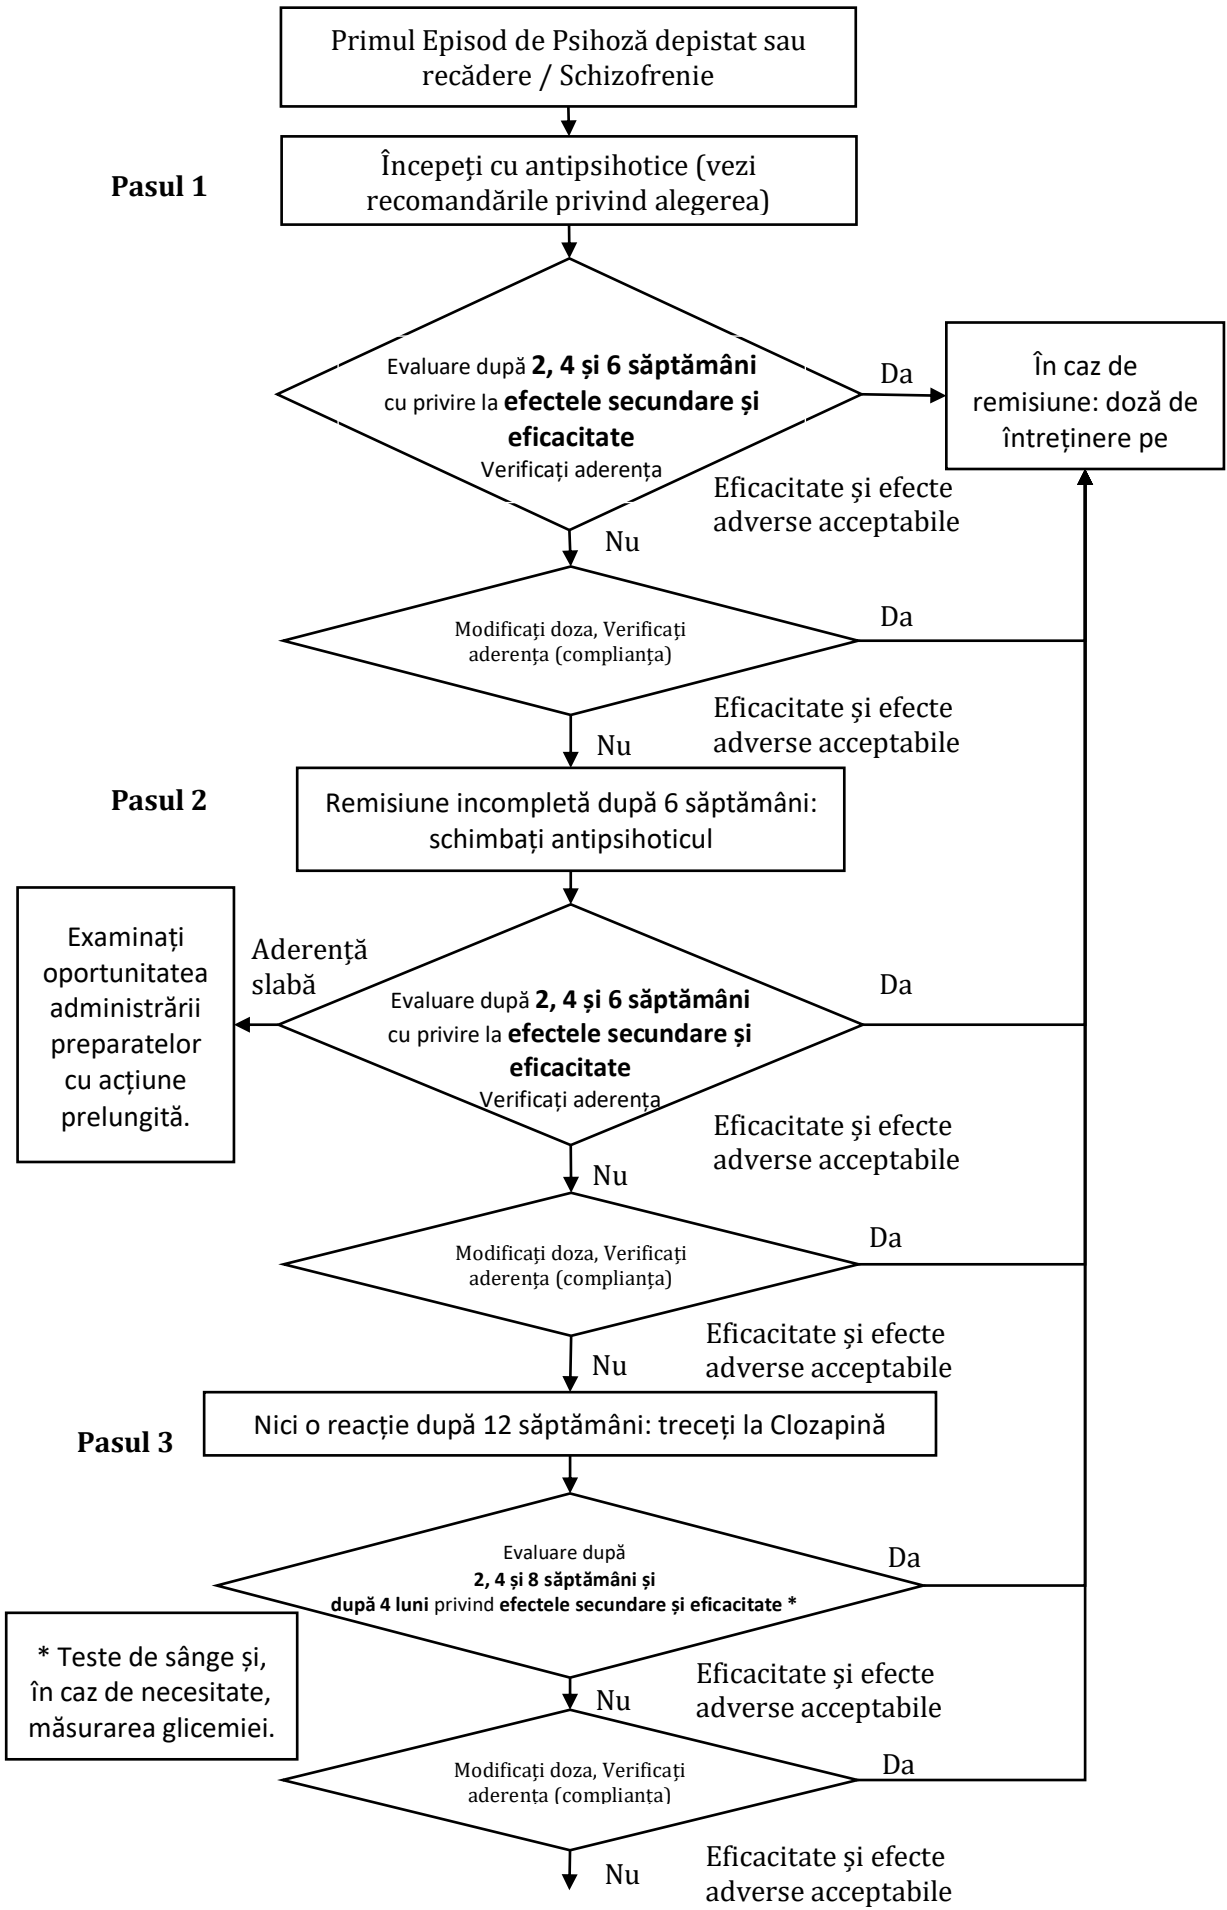 Primul Episod de Psihoză depistat sau
recădere / Schizofrenie
Pasul 1
Începeți cu antipsihotice (vezi
recomandările privind alegerea)
Evaluare după 2, 4 și 6 săptămâni
cu privire la efectele secundare și
eficacitate
Verificați aderența
Da
În caz de
remisiune: doză de
întreținere pe
Eficacitate și efecte
adverse acceptabile
Nu
Modificați doza, Verificați
aderența (complianța)
Da
Eficacitate și efecte
adverse acceptabile
Nu
Pasul 2
Remisiune incompletă după 6 săptămâni:
schimbați antipsihoticul
Examinați
oportunitatea
administrării
preparatelor
cu acțiune
prelungită.
Aderență
slabă
Evaluare după 2, 4 și 6 săptămâni
cu privire la efectele secundare și
eficacitate
Verificați aderența
Da
Eficacitate și efecte
adverse acceptabile
Nu
Modificați doza, Verificați
aderența (complianța)
Da
Eficacitate și efecte
adverse acceptabile
Nu
Pasul 3
Nici o reacție după 12 săptămâni: treceți la Clozapină
Evaluare după
2, 4 și 8 săptămâni și
după 4 luni privind efectele secundare și eficacitate *
Da
* Teste de sânge și,
în caz de necesitate,
măsurarea glicemiei.
Eficacitate și efecte
adverse acceptabile
Nu
Modificați doza, Verificați
aderența (complianța)
Da
Eficacitate și efecte
adverse acceptabile
Nu